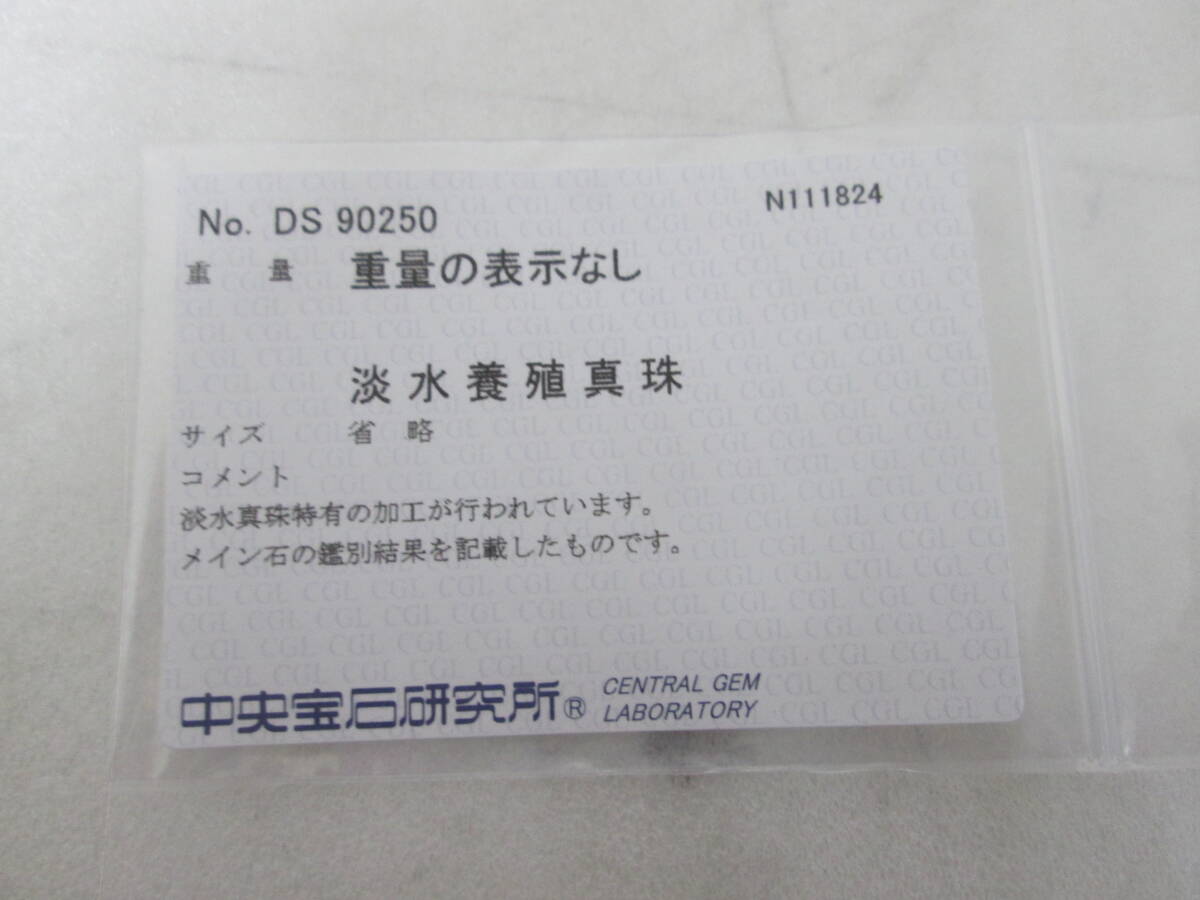 No. DS 90250 N111824
重量 重量の表示なし
淡水養殖真珠
サイズ 省略
コメント
淡水真珠特有の加工が行われています。
メイン石の鑑別結果を記載したものです。
中央宝石研究所® CENTRAL GEM
LABORATORY